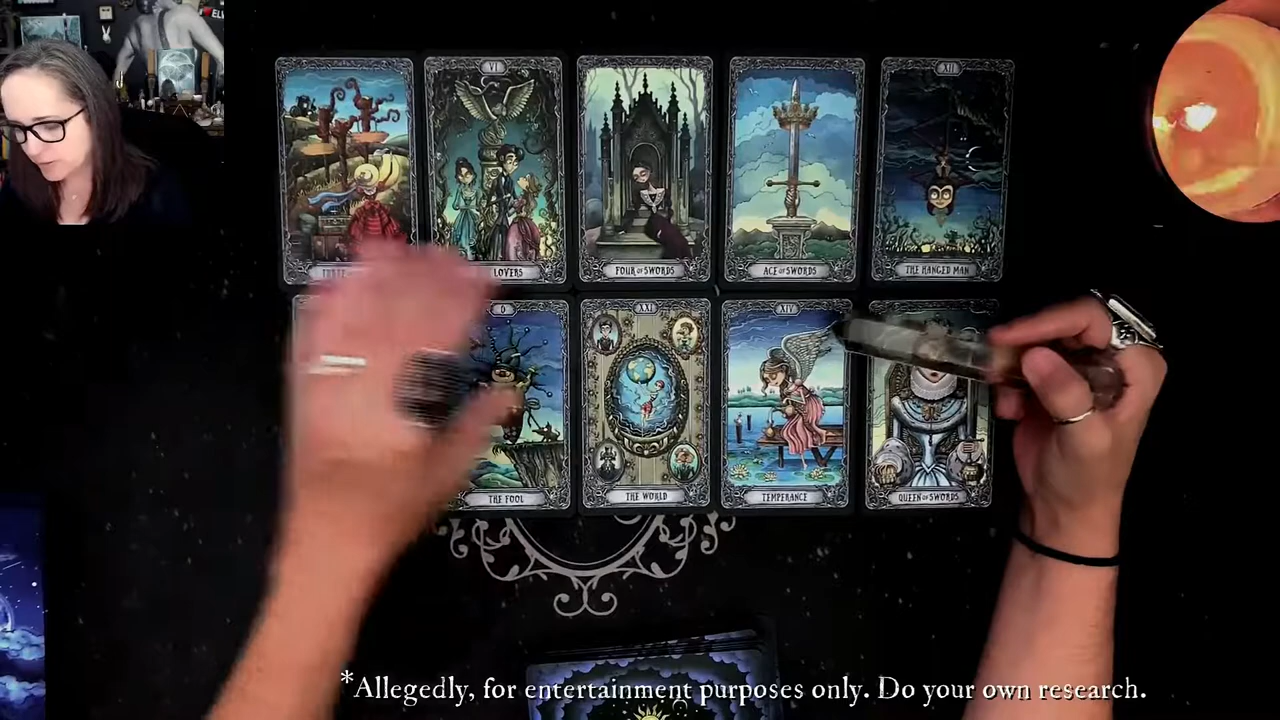 VI
XII
LOVERS
FOUR OF SWORDS
ACE OF SWORDS
THE HANGED MAN
0
XXI
XIV
THE FOOL
THE WORLD
TEMPERANCE
QUEEN OF SWORDS
*Allegedly, for entertainment purposes only. Do your own research.